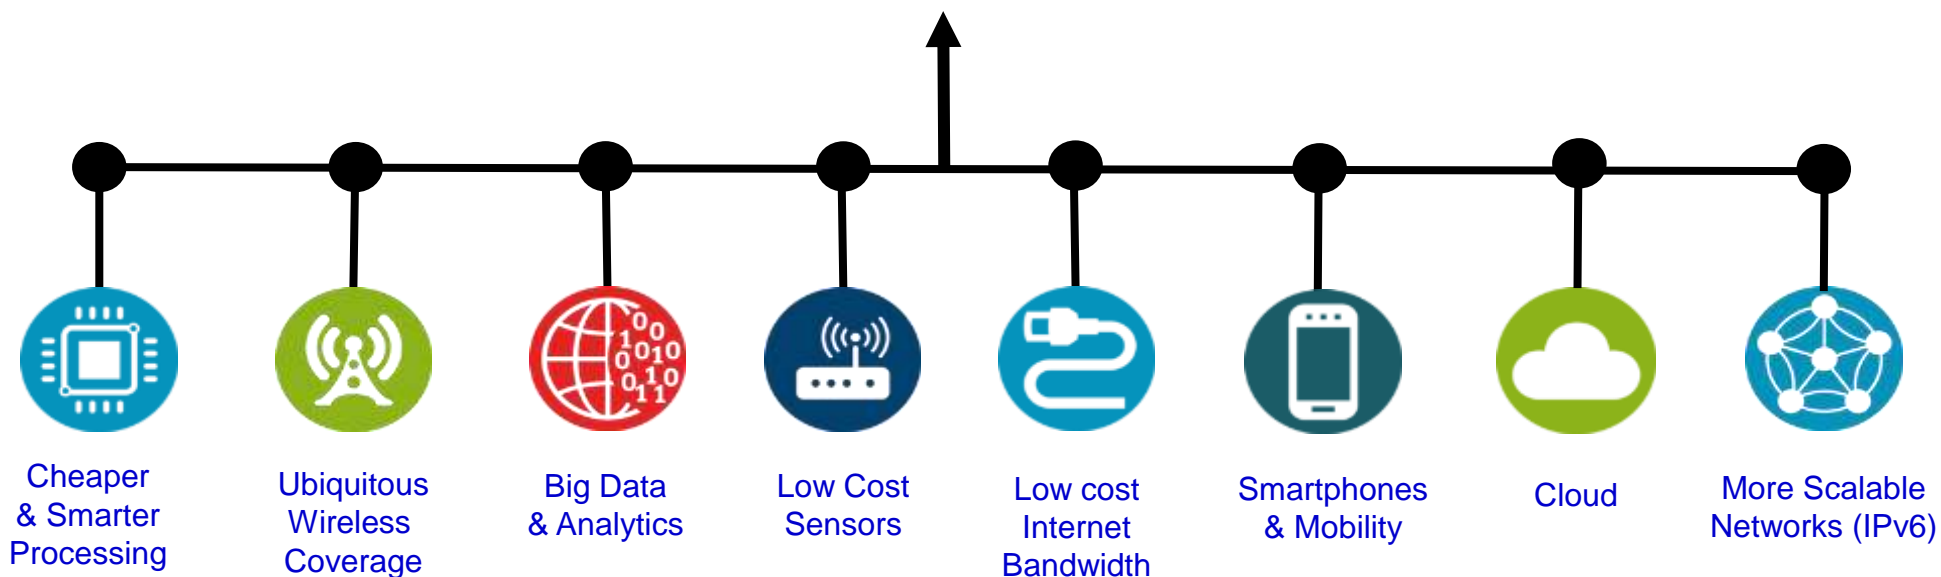 Cheaper
& Smarter
Processing
Ubiquitous
Wireless
Coverage
Big Data
& Analytics
Low Cost
Sensors
Low cost
Internet
Bandwidth
Smartphones
& Mobility
Cloud
More Scalable
Networks (IPv6)